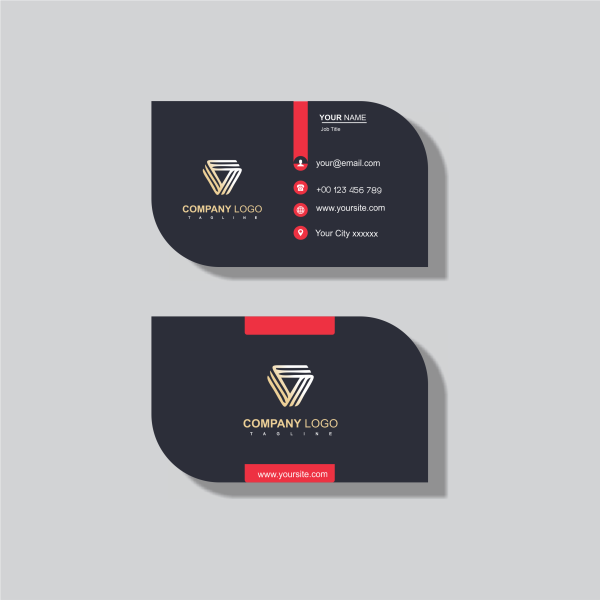 YOUR NAME
Job Title
your@email.com
+00 123 456 789
www.yoursite.com
Your City xxxxxx
COMPANY LOGO
TAGLINE
COMPANY LOGO
TAGLINE
www.yoursite.com